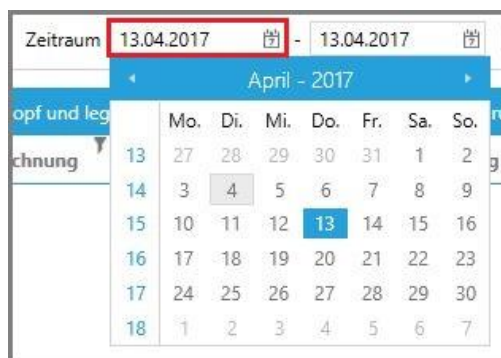 Zeitraum 13.04.2017 - 13.04.2017
April - 2017
opf und leg
chnung
Mo. Di. Mi. Do. Fr. Sa. So.
13 27 28 29 30 31 1 2
14 3 4 5 6 7 8 9
15 10 11 12 13 14 15 16
16 17 18 19 20 21 22 23
17 24 25 26 27 28 29 30
18 1 2 3 4 5 6 7